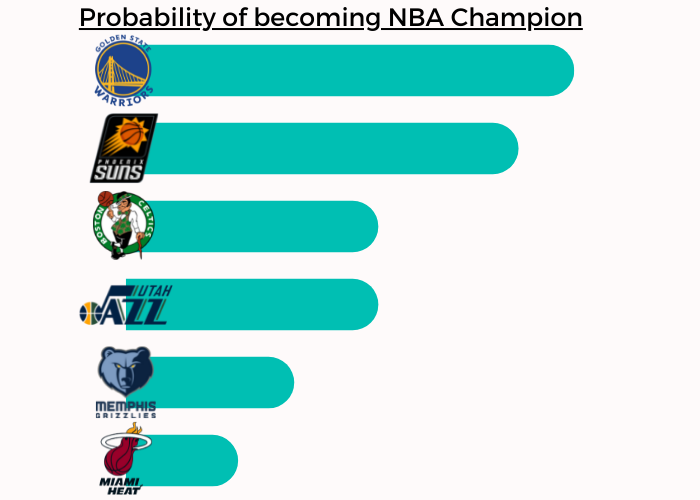 Probability of becoming NBA Champion
GOLDEN STATE
WARRIORS
PHOENIX
SUNS
BOSTON
CELTICS
UTAH
JAZZ
MEMPHIS
GRIZZLIES
MIAMI
HEAT